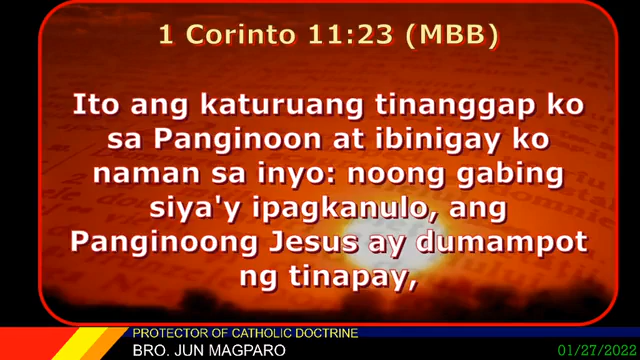 1 Corinto 11:23 (MBB)
Ito ang katuruang tinanggap ko
sa Panginoon at ibinigay ko
naman sa inyo: noong gabing
siya'y ipagkanulo, ang
Panginoong Jesus ay dumampot
ng tinapay,
PROTECTOR OF CATHOLIC DOCTRINE
BRO. JUN MAGPARO
01/27/2022